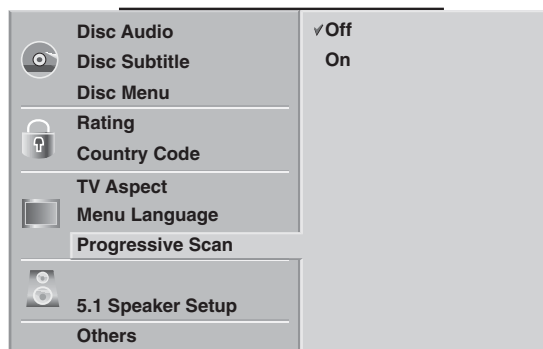 Disc Audio
Disc Subtitle
Disc Menu
Rating
Country Code
TV Aspect
Menu Language
Progressive Scan
5.1 Speaker Setup
Others
✓Off
On